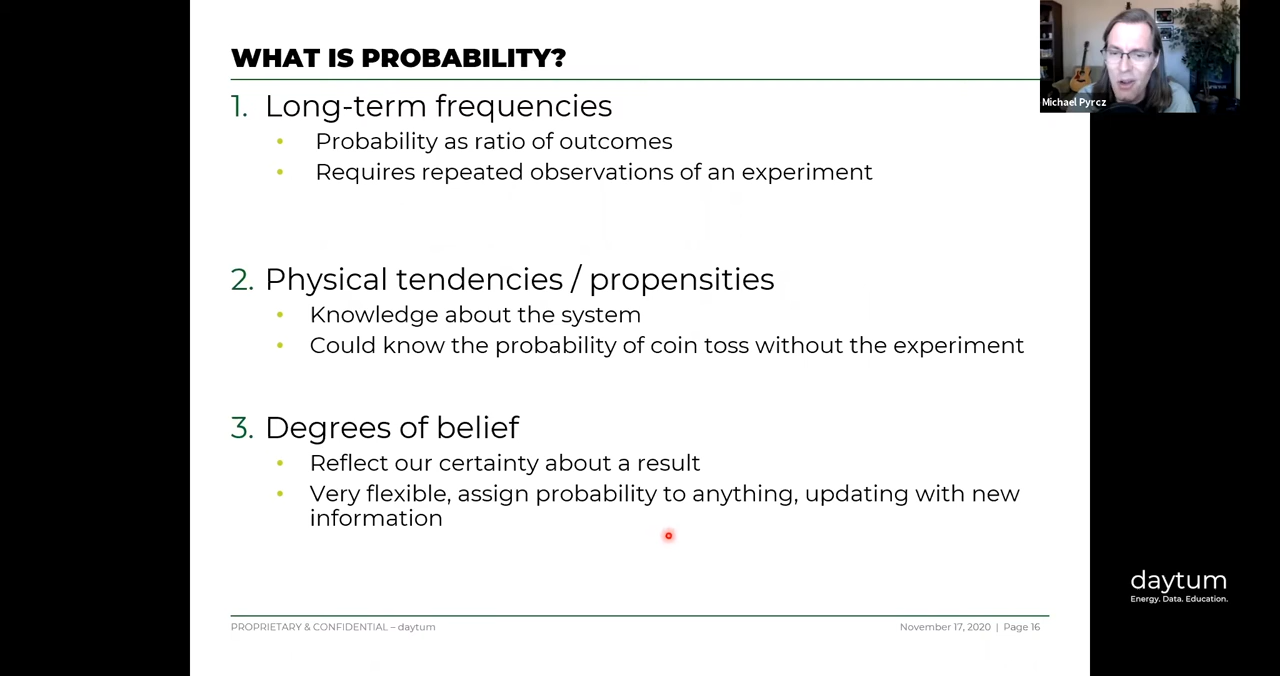 WHAT IS PROBABILITY?
1. Long-term frequencies
• Probability as ratio of outcomes
• Requires repeated observations of an experiment
2. Physical tendencies / propensities
• Knowledge about the system
• Could know the probability of coin toss without the experiment
3. Degrees of belief
• Reflect our certainty about a result
• Very flexible, assign probability to anything, updating with new
information
PROPRIETARY & CONFIDENTIAL – daytum
November 17, 2020 | Page 16
Michael Pyrcz
daytum
Energy. Data. Education.